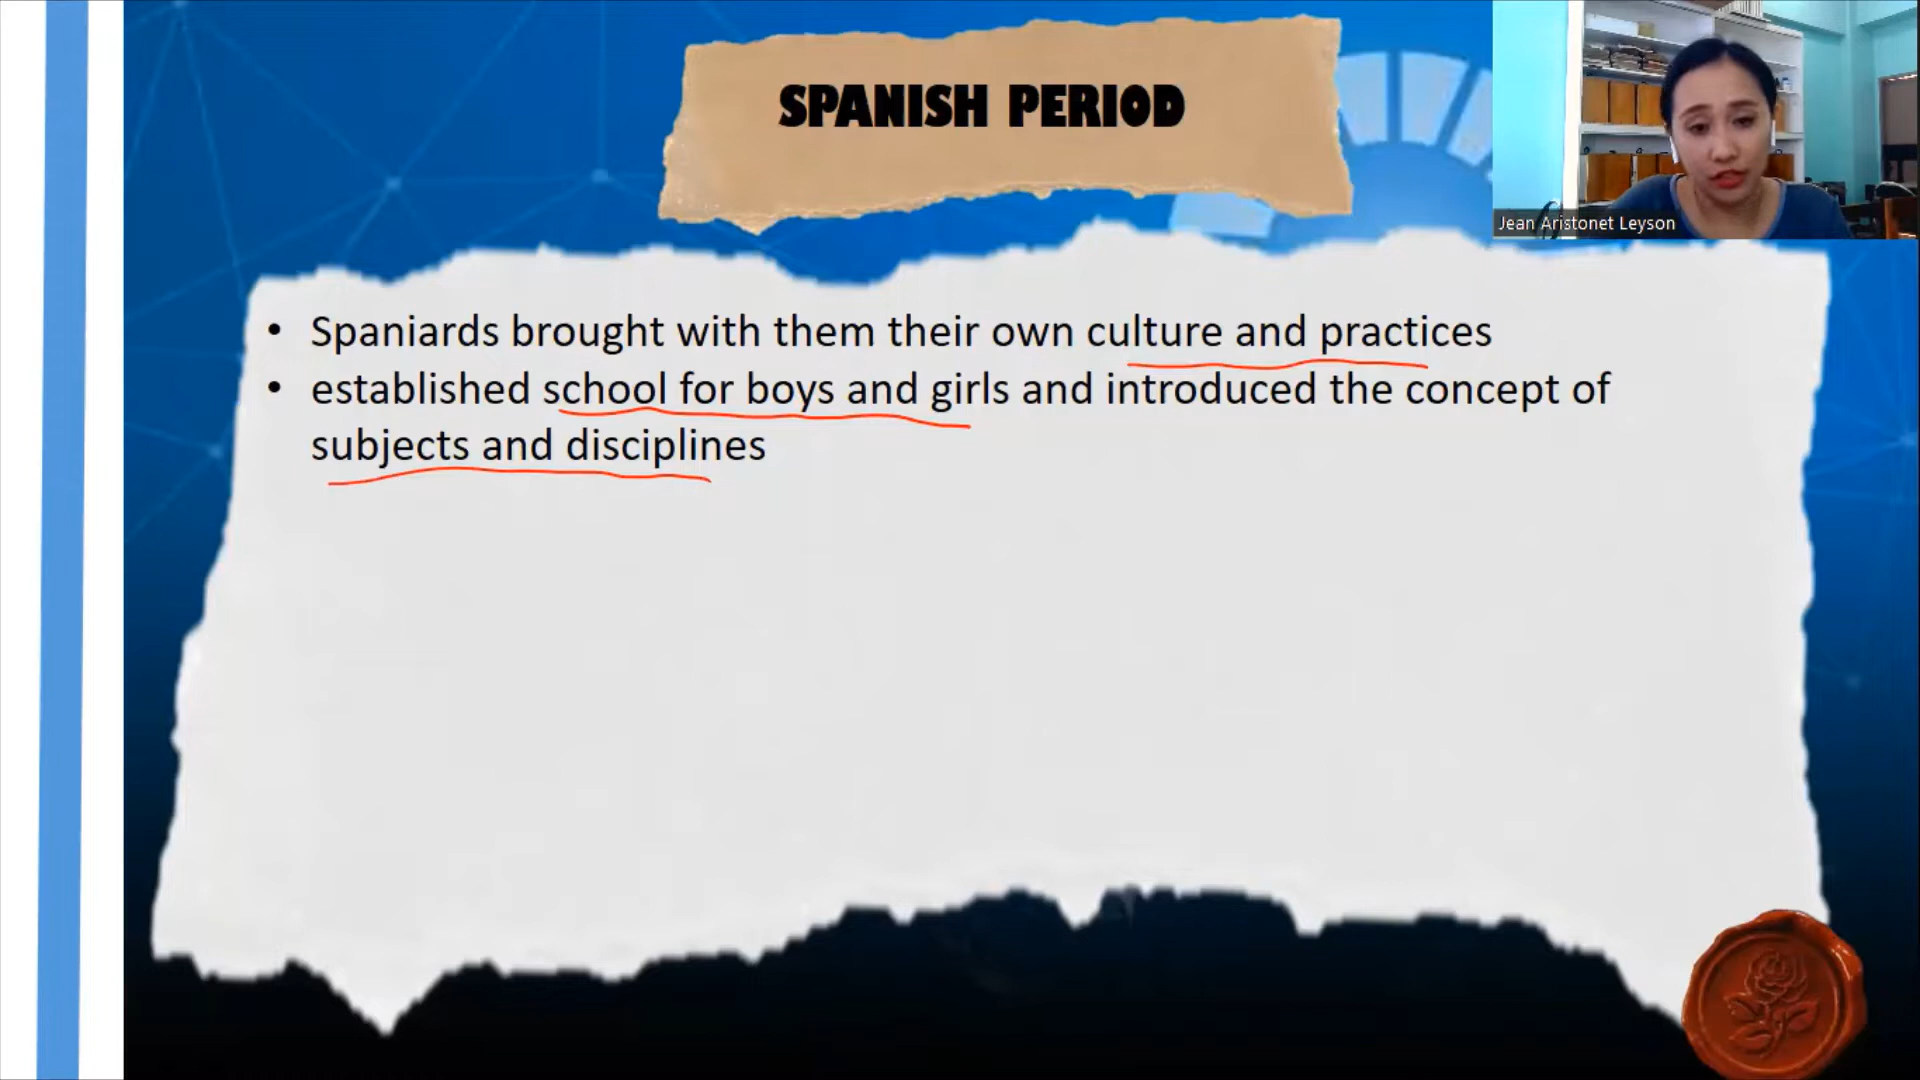 SPANISH PERIOD
Jean Aristonet Leyson
• Spaniards brought with them their own culture and practices
• established school for boys and girls and introduced the concept of
subjects and disciplines